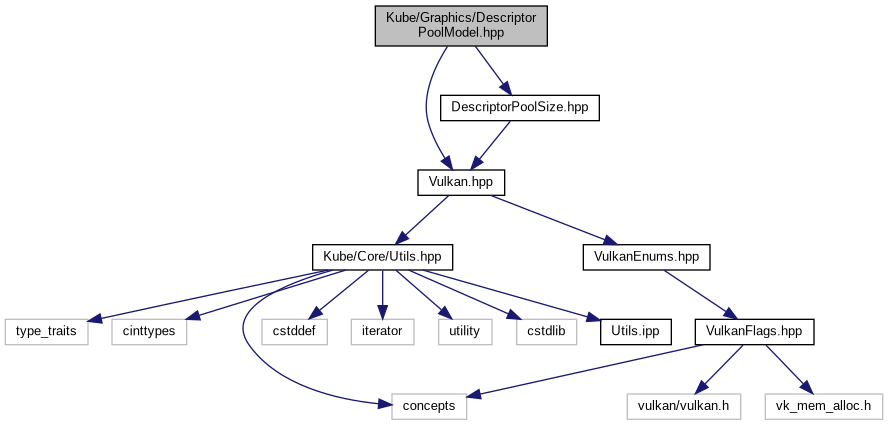 Kube/Graphics/Descriptor
PoolModel.hpp
DescriptorPoolSize.hpp
Vulkan.hpp
Kube/Core/Utils.hpp
VulkanEnums.hpp
type_traits
cinttypes
cstddef
iterator
utility
cstdlib
Utils.ipp
VulkanFlags.hpp
concepts
vulkan/vulkan.h
vk_mem_alloc.h